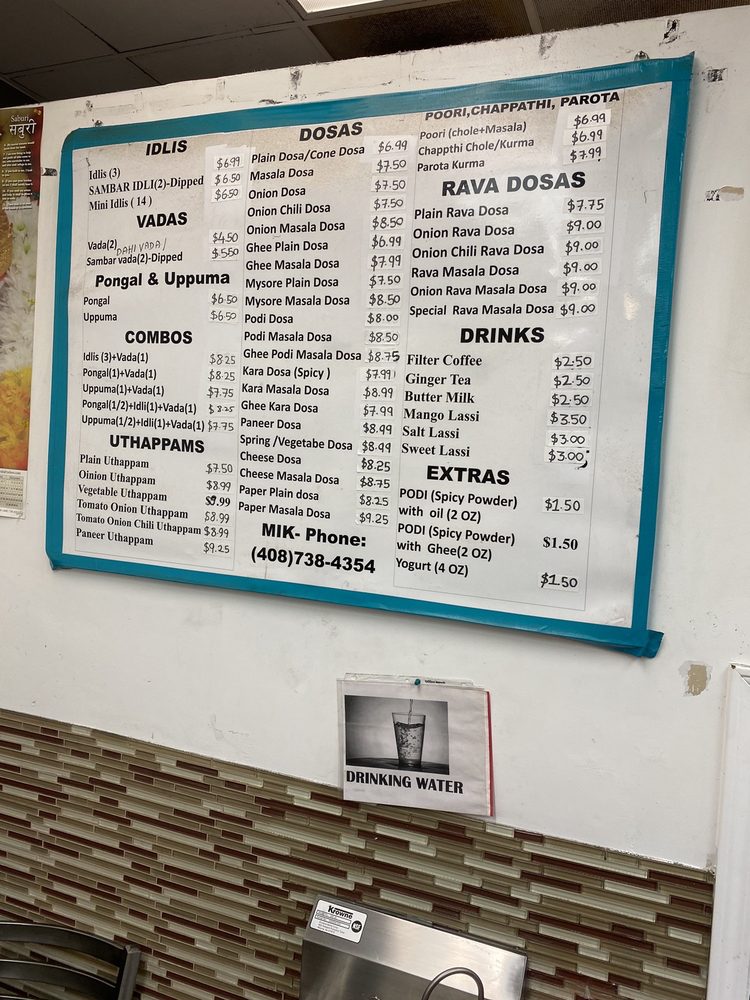 Saburi
सबुरी
IDLIS
Idlis (3) $6.99
SAMBAR IDLI(2)-Dipped $6.50
Mini Idlis ( 14 ) $6.50
VADAS
Vada(2) $4.50
DAHI VADA /
Sambar vada(2)-Dipped $5.50
Pongal & Uppuma
Pongal $6.50
Uppuma $6.50
COMBOS
Idlis (3)+Vada(1) $8.25
Pongal(1)+Vada(1) $8.25
Uppuma(1)+Vada(1) $7.75
Pongal(1/2)+Idli(1)+Vada(1) $8.25
Uppuma(1/2)+Idli(1)+Vada(1) $7.75
UTHAPPAMS
Plain Uthappam $7.50
Oinion Uthappam $8.99
Vegetable Uthappam $8.99
Tomato Onion Uthappam $8.99
Tomato Onion Chili Uthappam $8.99
Paneer Uthappam $9.25
DOSAS
Plain Dosa/Cone Dosa $6.99
Masala Dosa $7.50
Onion Dosa $7.50
Onion Chili Dosa $7.50
Onion Masala Dosa $8.50
Ghee Plain Dosa $6.99
Ghee Masala Dosa $7.99
Mysore Plain Dosa $7.50
Mysore Masala Dosa $8.50
Podi Dosa $8.00
Podi Masala Dosa $8.50
Ghee Podi Masala Dosa $8.75
Kara Dosa (Spicy ) $7.99
Kara Masala Dosa $8.99
Ghee Kara Dosa $7.99
Paneer Dosa $8.99
Spring /Vegetabe Dosa $8.99
Cheese Dosa $8.25
Cheese Masala Dosa $8.75
Paper Plain dosa $8.25
Paper Masala Dosa $9.25
MIK- Phone:
(408)738-4354
POORI,CHAPPATHI, PAROTA
Poori (chole+Masala) $6.99
Chappthi Chole/Kurma $6.99
Parota Kurma $7.99
RAVA DOSAS
Plain Rava Dosa $7.75
Onion Rava Dosa $9.00
Onion Chili Rava Dosa $9.00
Rava Masala Dosa $9.00
Onion Rava Masala Dosa $9.00
Special Rava Masala Dosa $9.00
DRINKS
Filter Coffee $2.50
Ginger Tea $2.50
Butter Milk $2.50
Mango Lassi $3.50
Salt Lassi $3.00
Sweet Lassi $3.00
EXTRAS
PODI (Spicy Powder)
with oil (2 OZ) $1.50
PODI (Spicy Powder)
with Ghee(2 OZ) $1.50
Yogurt (4 OZ) $1.50
DRINKING WATER
Krowne
NSF